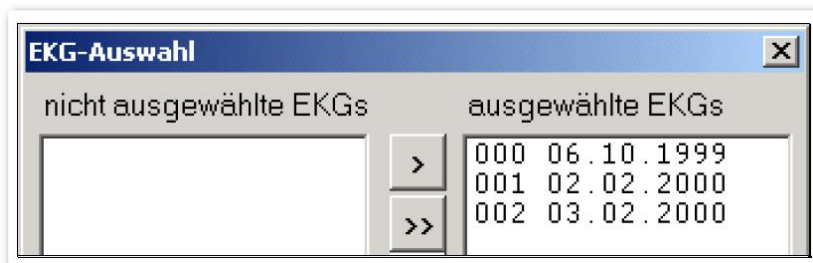 EKG-Auswahl
nicht ausgewählte EKGs
ausgewählte EKGs
>
000 06.10.1999
001 02.02.2000
002 03.02.2000
>>